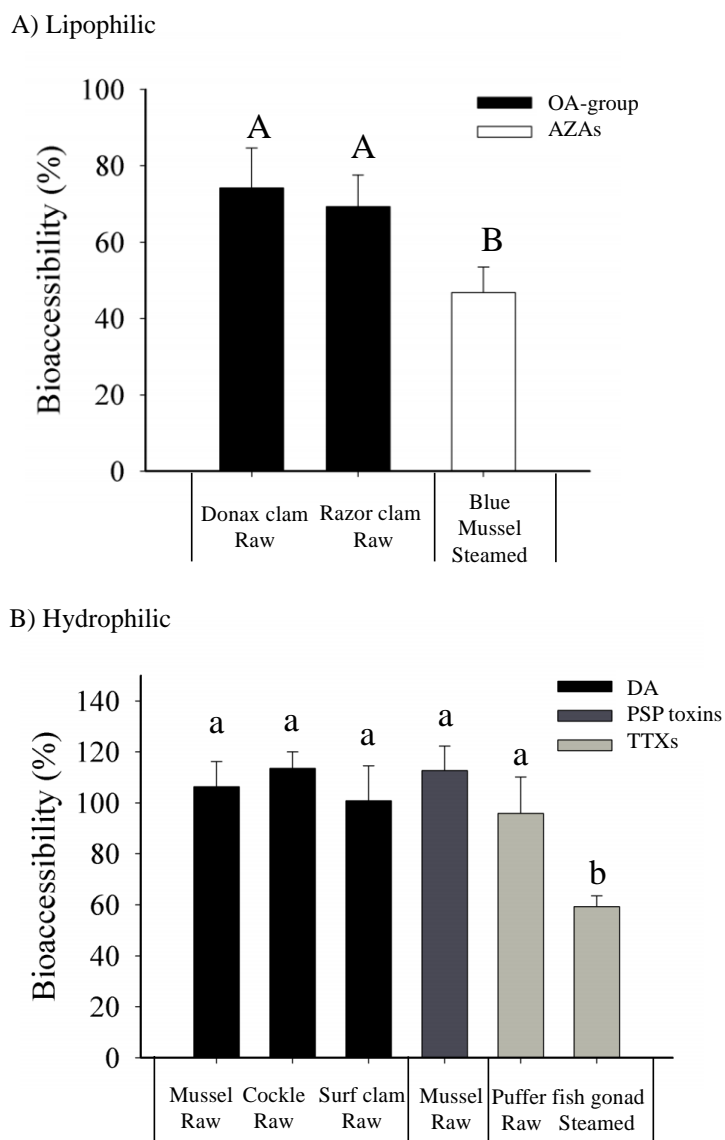 A) Lipophilic
OA-group
AZAs
Bioaccessibility (%)
100
80
60
40
20
0
A
A
B
Donax clam
Raw
Razor clam
Raw
Blue
Mussel
Steamed
B) Hydrophilic
DA
PSP toxins
TTXs
Bioaccessibility (%)
140
120
100
80
60
40
20
0
a
a
a
a
a
b
Mussel
Raw
Cockle
Raw
Surf clam
Raw
Mussel
Raw
Puffer fish gonad
Raw Steamed